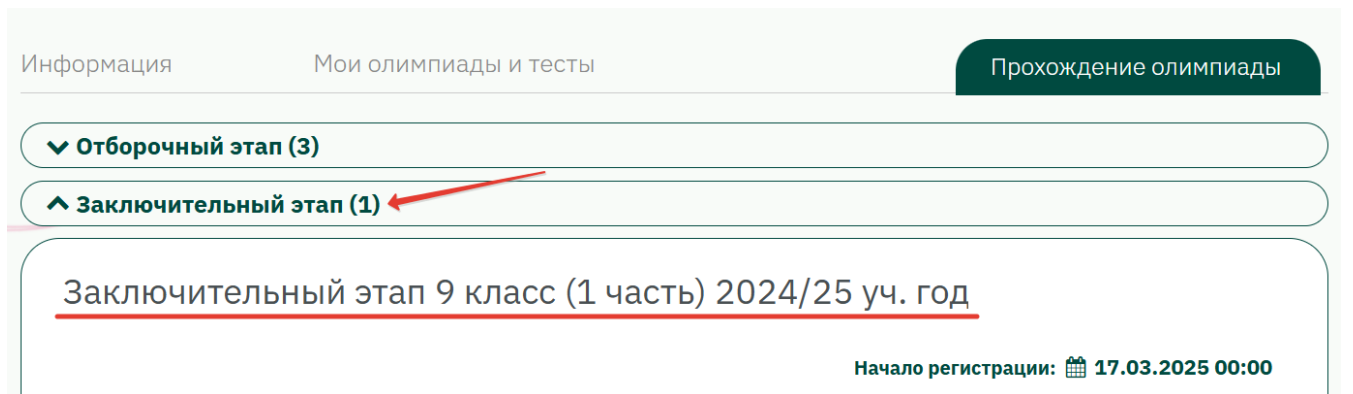 Информация Мои олимпиады и тесты Прохождение олимпиады
Отборочный этап (3)
Заключительный этап (1)
Заключительный этап 9 класс (1 часть) 2024/25 уч. год
Начало регистрации: 17.03.2025 00:00